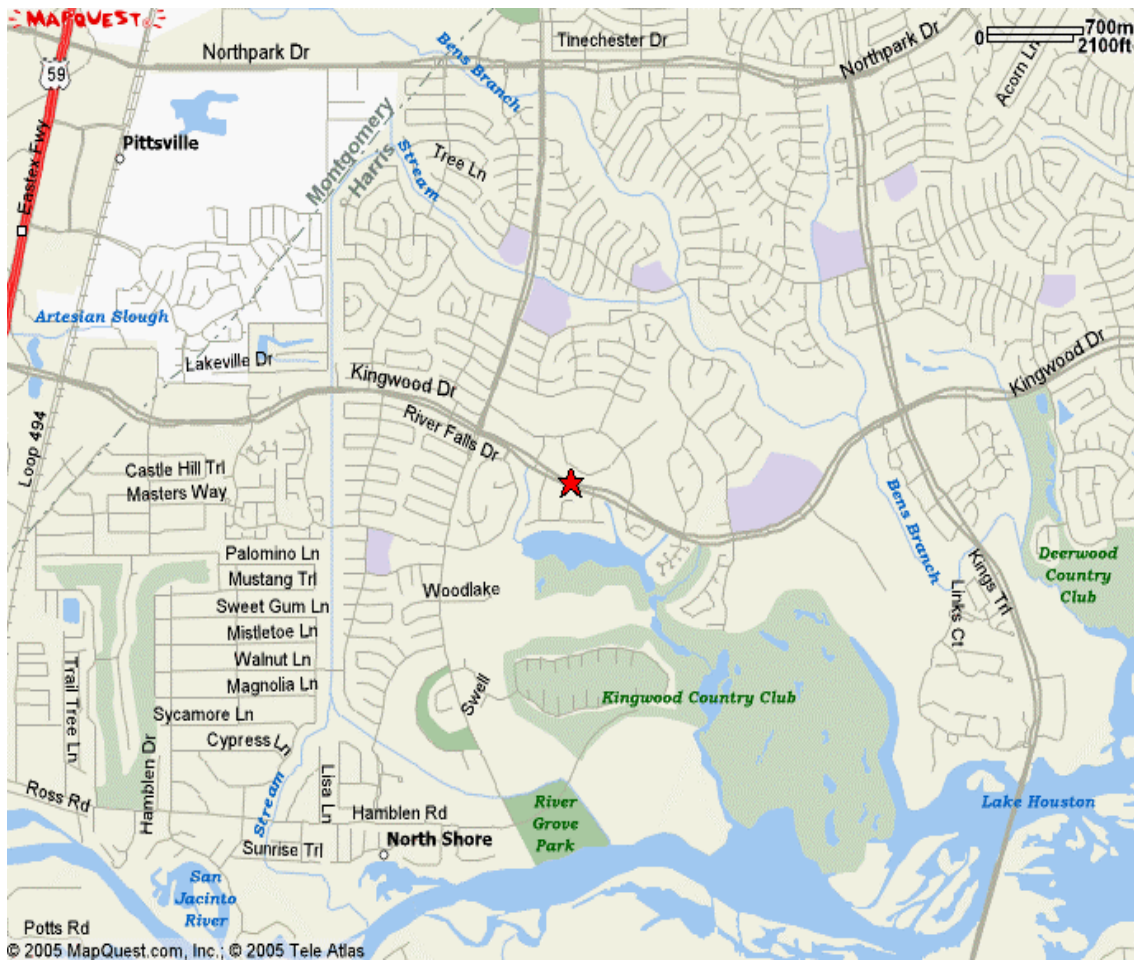 MAPQUEST
700m
0
2100ft
Northpark Dr
Tinechester Dr
Northpark Dr
Acorn Ln
59
Bens Branch
Eastex Fwy
Pittsville
Montgomery
Harris
Stream
Tree Ln
Artesian Slough
Lakeville Dr
Kingwood Dr
Kingwood Dr
River Falls Dr
Loop 494
Castle Hill Trl
Masters Way
Bens Branch
Palomino Ln
Mustang Trl
Woodlake
Kings Trl
Links Ct
Deerwood
Country
Club
Sweet Gum Ln
Mistletoe Ln
Walnut Ln
Magnolia Ln
Trail Tree Ln
Swell
Kingwood Country Club
Sycamore Ln
Cypress Ln
Hamblen Dr
Ross Rd
Stream
Lisa Ln
Hamblen Rd
River
Grove
Park
Lake Houston
North Shore
Sunrise Trl
San
Jacinto
River
Potts Rd
© 2005 MapQuest.com, Inc.; © 2005 Tele Atlas